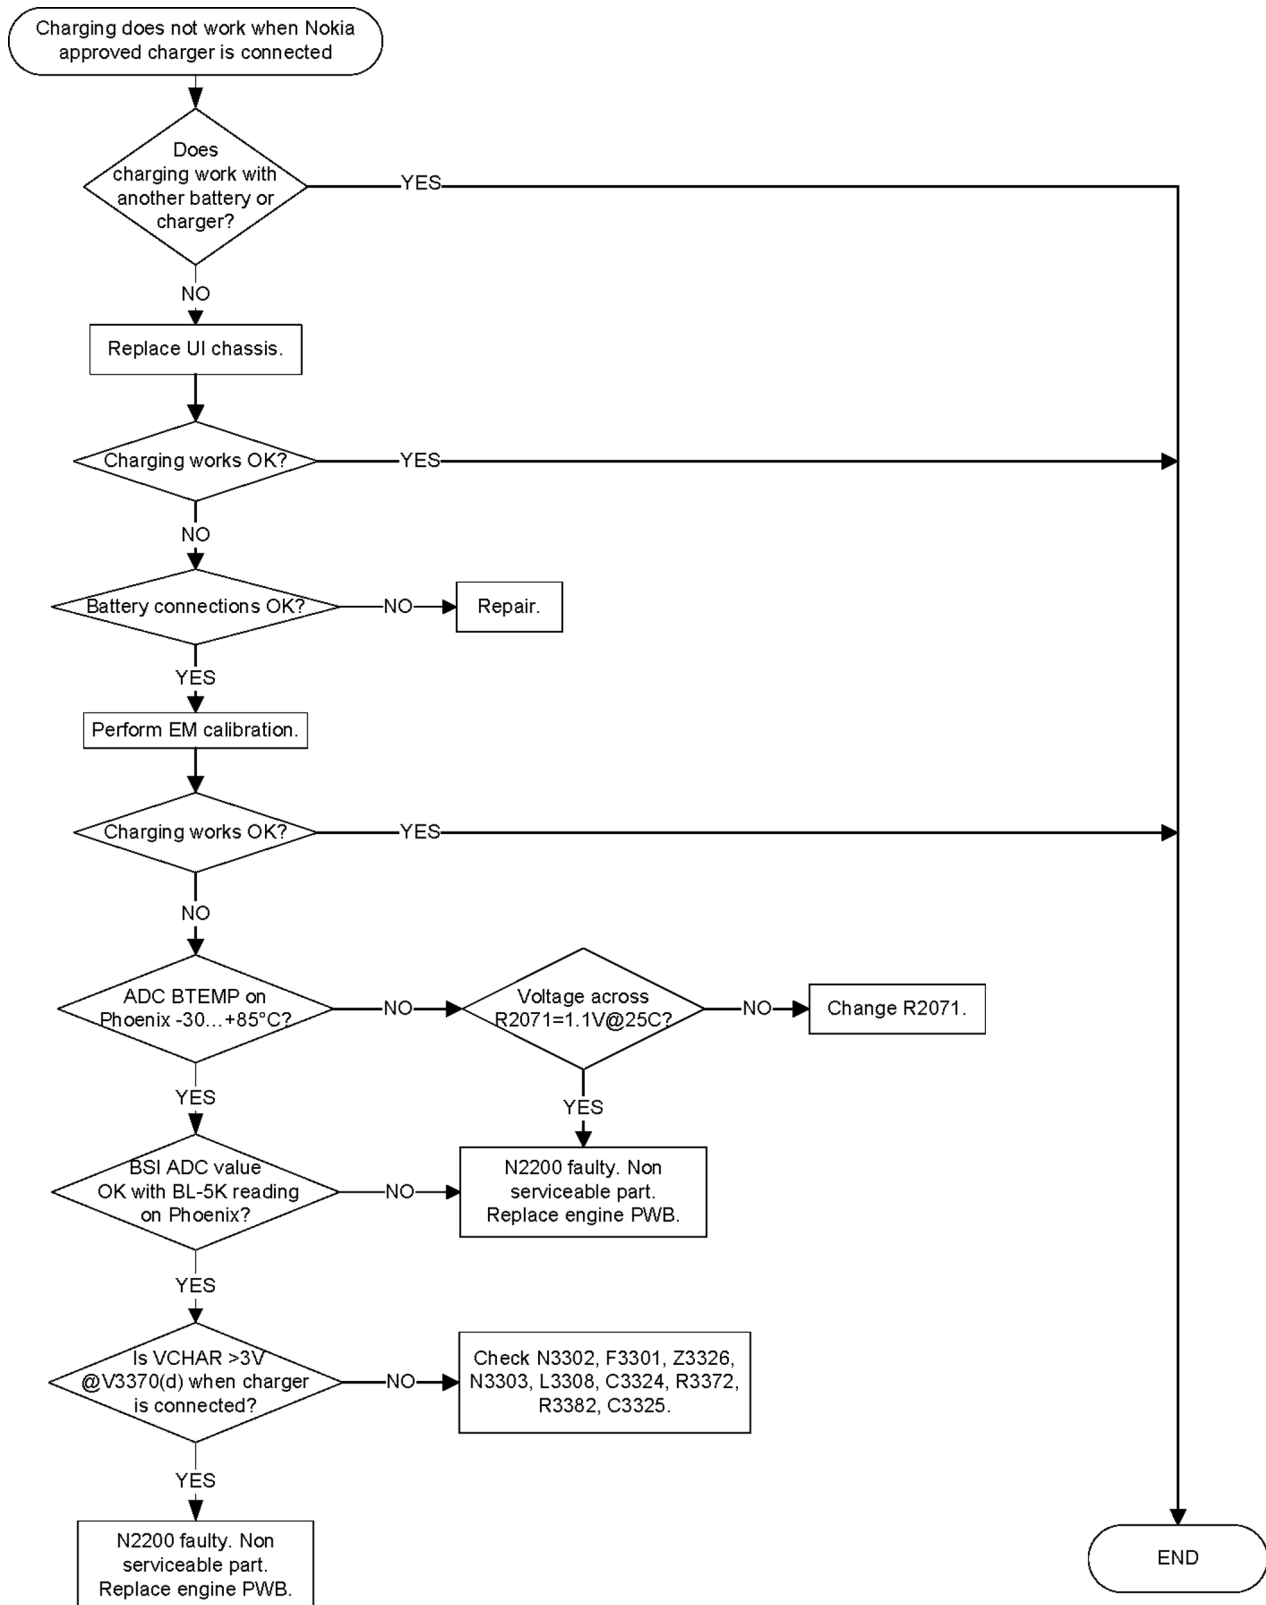 Charging does not work when Nokia
approved charger is connected
Does
charging work with
another battery or
charger?
YES
NO
Replace UI chassis.
Charging works OK?
YES
NO
Battery connections OK?
NO
Repair.
YES
Perform EM calibration.
Charging works OK?
YES
NO
ADC BTEMP on
Phoenix -30...+85°C?
NO
Voltage across
R2071=1.1V@25C?
NO
Change R2071.
YES
YES
BSI ADC value
OK with BL-5K reading
on Phoenix?
NO
N2200 faulty. Non
serviceable part.
Replace engine PWB.
YES
Is VCHAR >3V
@V3370(d) when charger
is connected?
NO
Check N3302, F3301, Z3326,
N3303, L3308, C3324, R3372,
R3382, C3325.
YES
N2200 faulty. Non
serviceable part.
Replace engine PWB.
END